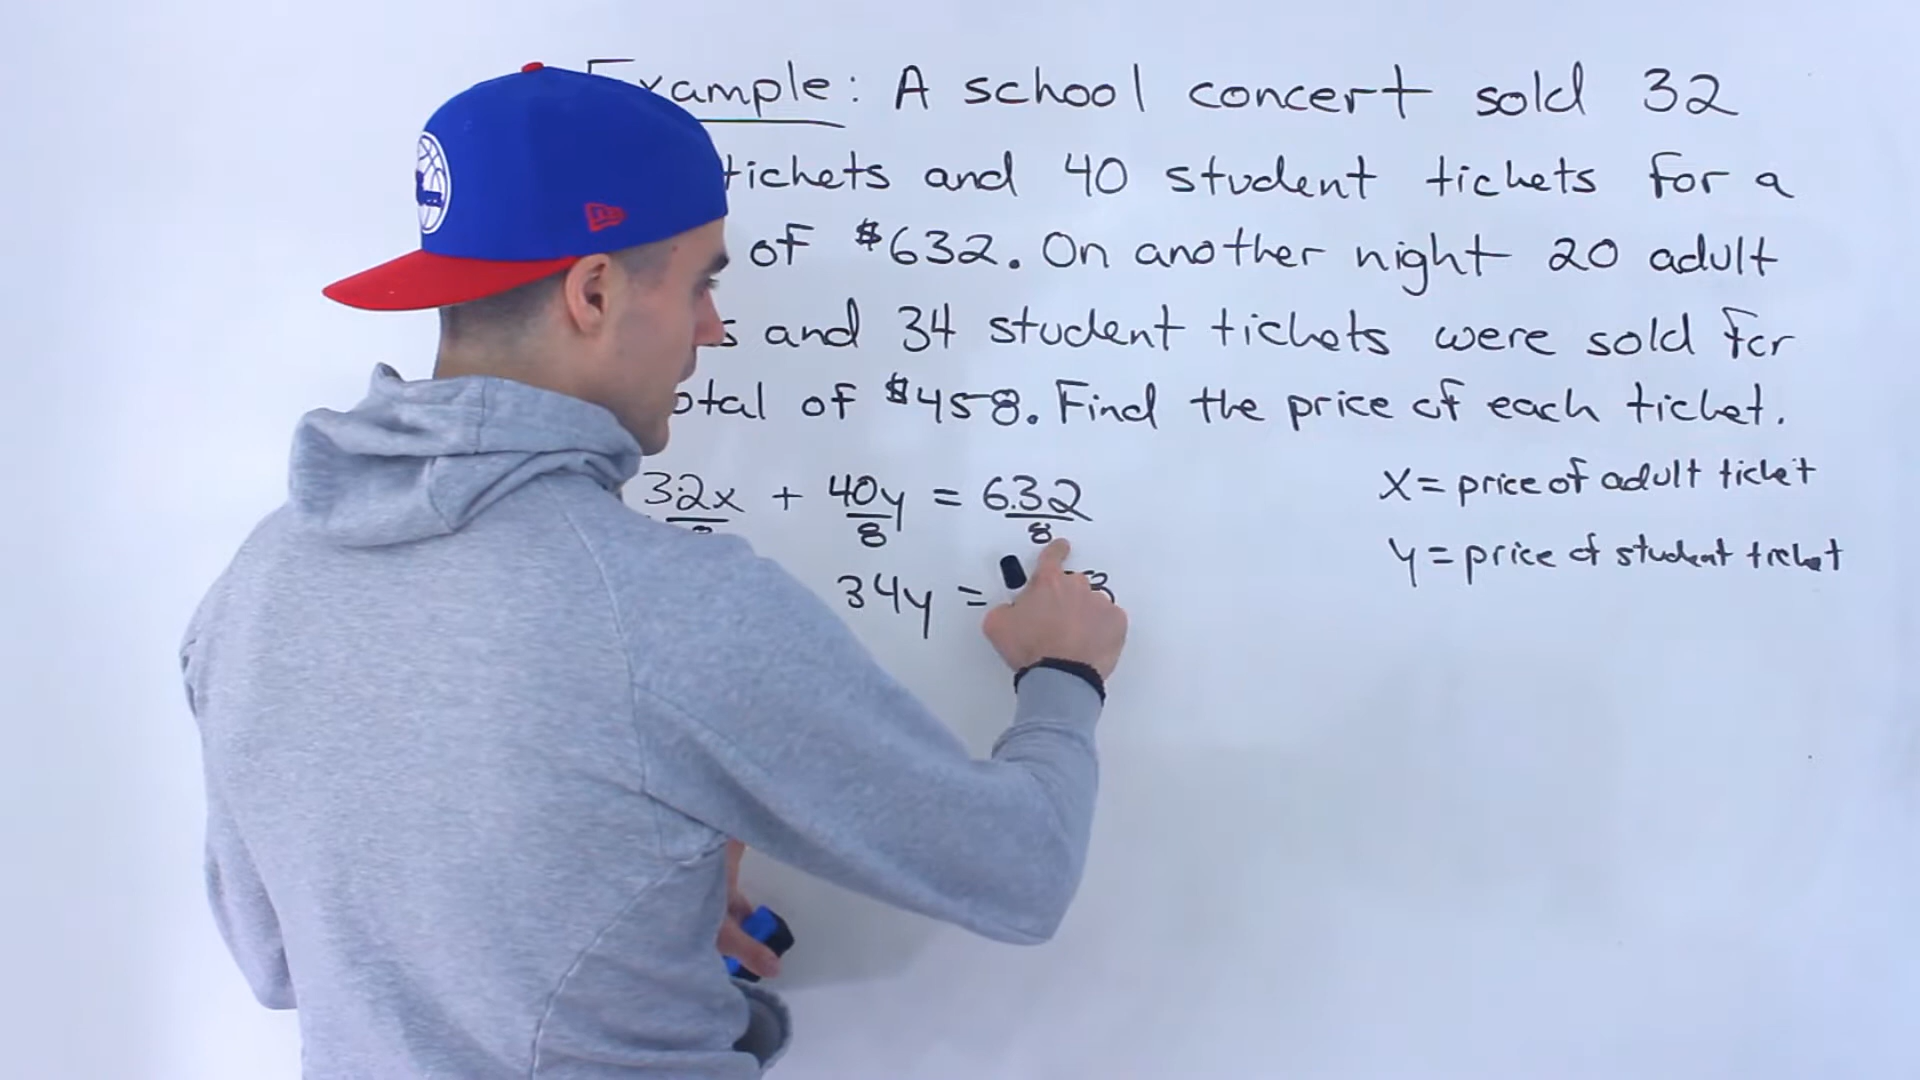 Example: A school concert sold 32
tickets and 40 student tickets for a
of $632. On another night 20 adult
and 34 student tickets were sold for
of $458. Find the price of each ticket.
x = price of adult ticket
y = price of student ticket
32x + 40y = 632
8 8
34y =